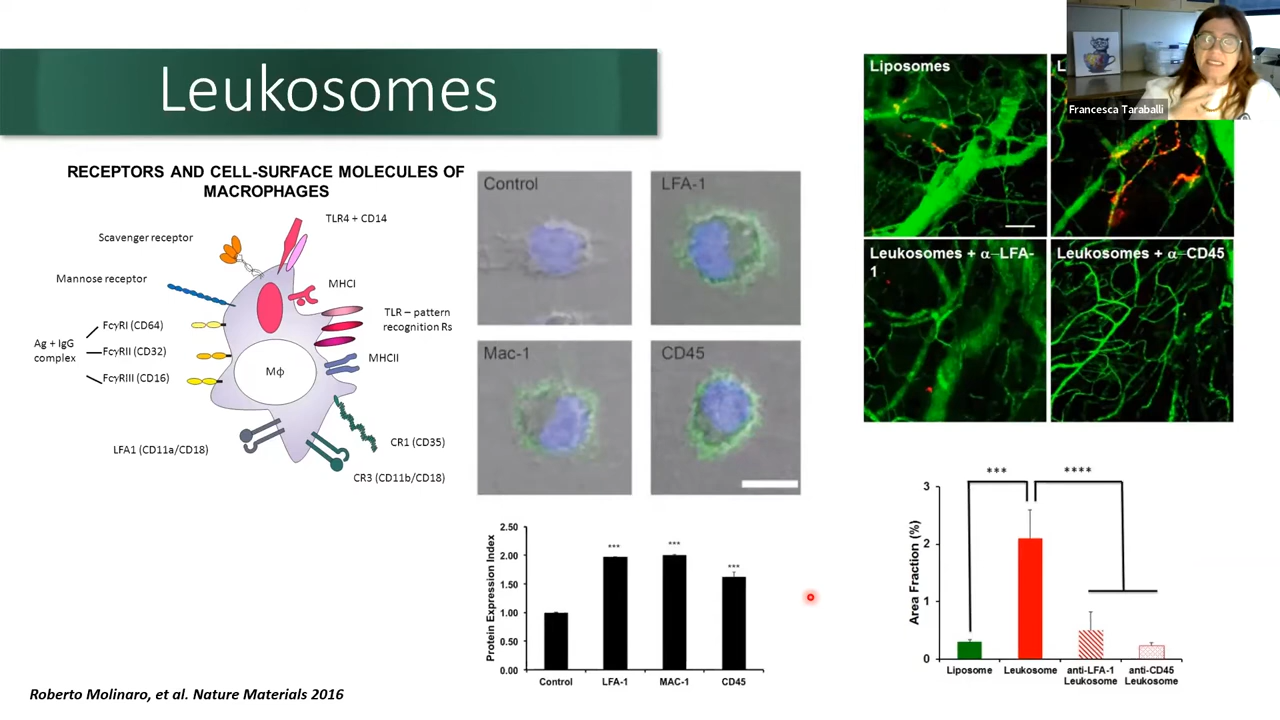 Leukosomes
RECEPTORS AND CELL-SURFACE MOLECULES OF
MACROPHAGES
TLR4 + CD14
Scavenger receptor
Mannose receptor
MHCI
TLR – pattern
recognition Rs
FcγRI (CD64)
Ag + IgG
complex
FcγRII (CD32)
MHCII
Mϕ
FcγRIII (CD16)
CR1 (CD35)
LFA1 (CD11a/CD18)
CR3 (CD11b/CD18)
Control
LFA-1
Mac-1
CD45
2.50
2.00
1.50
1.00
0.50
0.00
Protein Expression Index
***
***
***
Control
LFA-1
MAC-1
CD45
Liposomes
L
Francesca Taraballi
Leukosomes + α–LFA-
1
Leukosomes + α–CD45
***
****
3
2
1
0
Area Fraction (%)
Liposome
Leukosome
anti-LFA-1
Leukosome
anti-CD45
Leukosome
Roberto Molinaro, et al. Nature Materials 2016